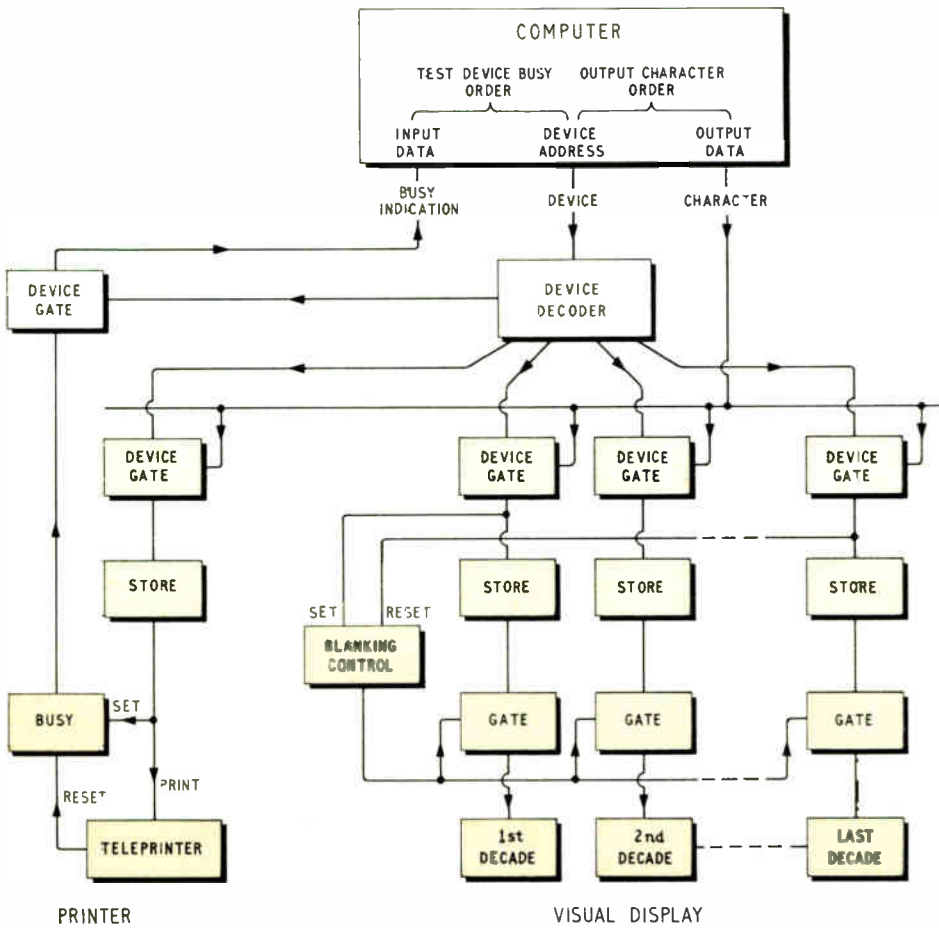 COMPUTER
TEST DEVICE BUSY
ORDER
OUTPUT CHARACTER
ORDER
INPUT
DATA
DEVICE
ADDRESS
OUTPUT
DATA
BUSY
INDICATION
DEVICE
CHARACTER
DEVICE
GATE
DEVICE
DECODER
DEVICE
GATE
DEVICE
GATE
DEVICE
GATE
DEVICE
GATE
STORE
STORE
STORE
STORE
SET
RESET
BLANKING
CONTROL
BUSY
SET
GATE
GATE
GATE
RESET
PRINT
TELEPRINTER
1st
DECADE
2nd
DECADE
LAST
DECADE
PRINTER
VISUAL DISPLAY